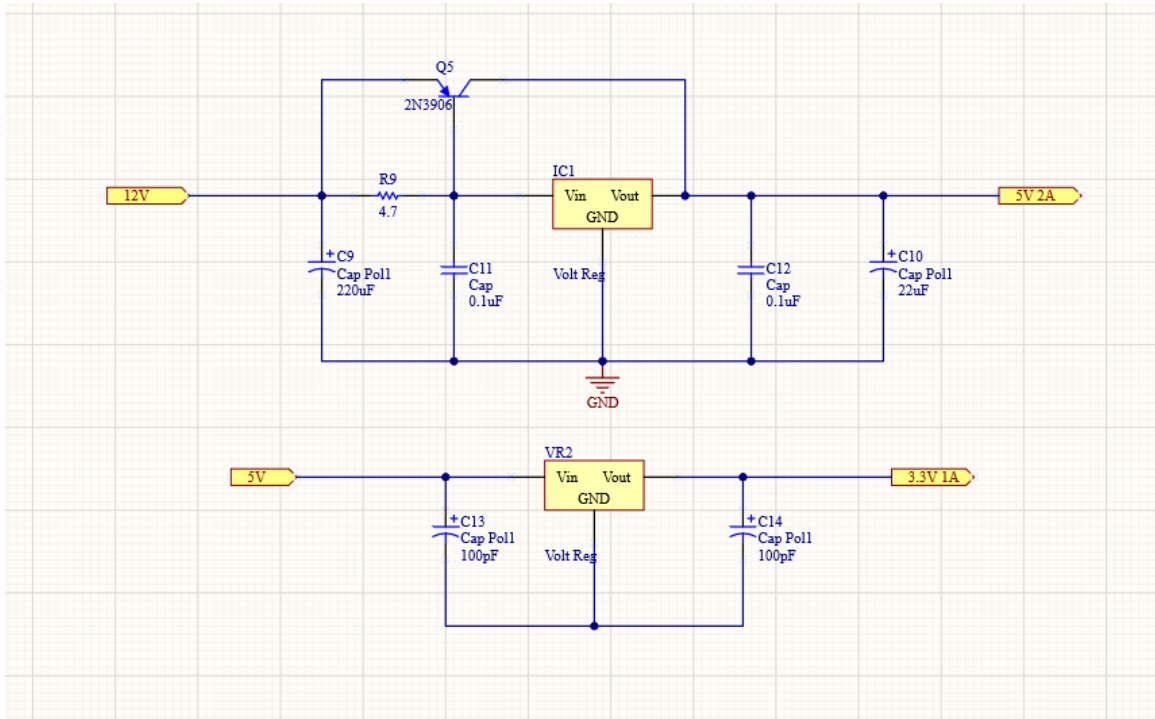 Q5
2N3906
12V
R9
4.7
IC1
Vin Vout
GND
Volt Reg
5V 2A
+ C9
Cap Pol1
220uF
C11
Cap
0.1uF
C12
Cap
0.1uF
+ C10
Cap Pol1
22uF
GND
5V
VR2
Vin Vout
GND
Volt Reg
3.3V 1A
+ C13
Cap Pol1
100pF
+ C14
Cap Pol1
100pF